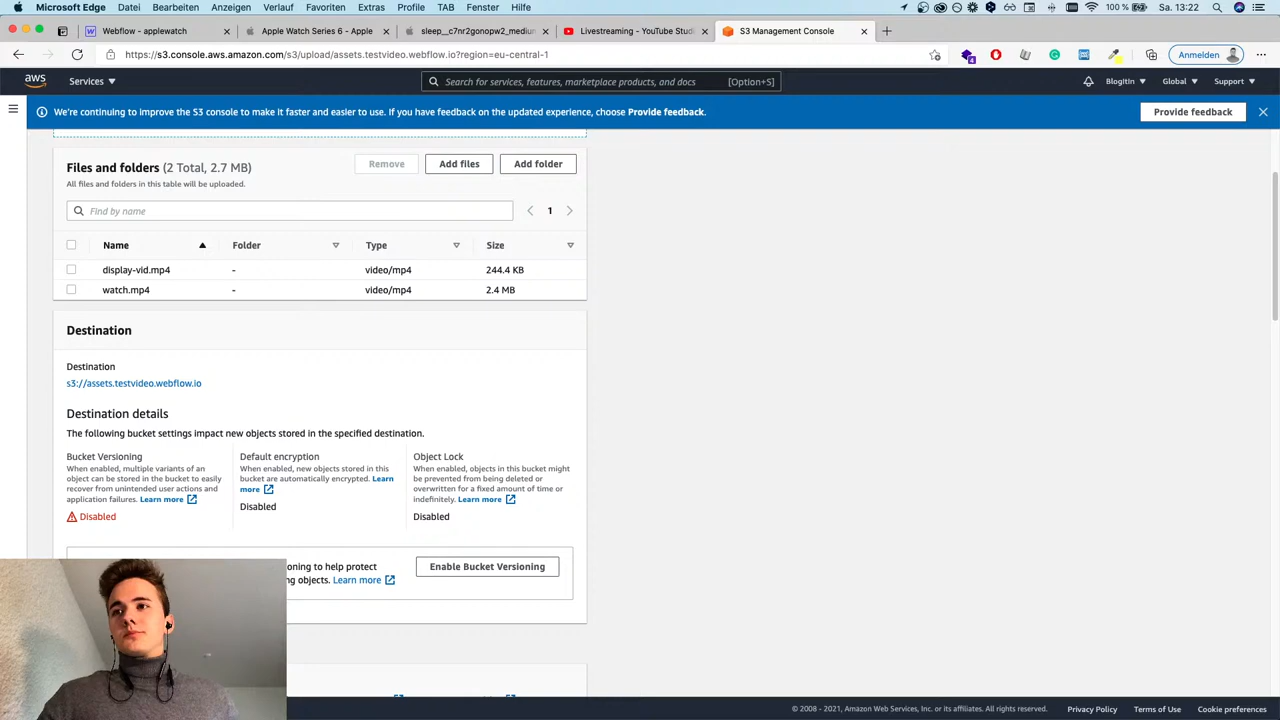 Microsoft Edge Datei Bearbeiten Anzeigen Verlauf Favoriten Extras Profile TAB Fenster Hilfe 100 % Sa. 13:22
Webflow - applewatch Apple Watch Series 6 - Apple sleep__c7nr2gonopw2_medium Livestreaming - YouTube Studi S3 Management Console
https://s3.console.aws.amazon.com/s3/upload/assets.testvideo.webflow.io?region=eu-central-1 4 Anmelden
aws Services Search for services, features, marketplace products, and docs [Option+S] BlogItIn Global Support
We're continuing to improve the S3 console to make it faster and easier to use. If you have feedback on the updated experience, choose Provide feedback. Provide feedback
Files and folders (2 Total, 2.7 MB) Remove Add files Add folder
All files and folders in this table will be uploaded.
Find by name 1
Name Folder Type Size
display-vid.mp4 - video/mp4 244.4 KB
watch.mp4 - video/mp4 2.4 MB
Destination
Destination
s3://assets.testvideo.webflow.io
Destination details
The following bucket settings impact new objects stored in the specified destination.
Bucket Versioning
When enabled, multiple variants of an
object can be stored in the bucket to easily
recover from unintended user actions and
application failures. Learn more
Disabled
Default encryption
When enabled, new objects stored in this
bucket are automatically encrypted. Learn
more
Disabled
Object Lock
When enabled, objects in this bucket might
be prevented from being deleted or
overwritten for a fixed amount of time or
indefinitely. Learn more
Disabled
ioning to help protect
ng objects. Learn more
Enable Bucket Versioning
© 2008 - 2021, Amazon Web Services, Inc. or its affiliates. All rights reserved. Privacy Policy Terms of Use Cookie preferences